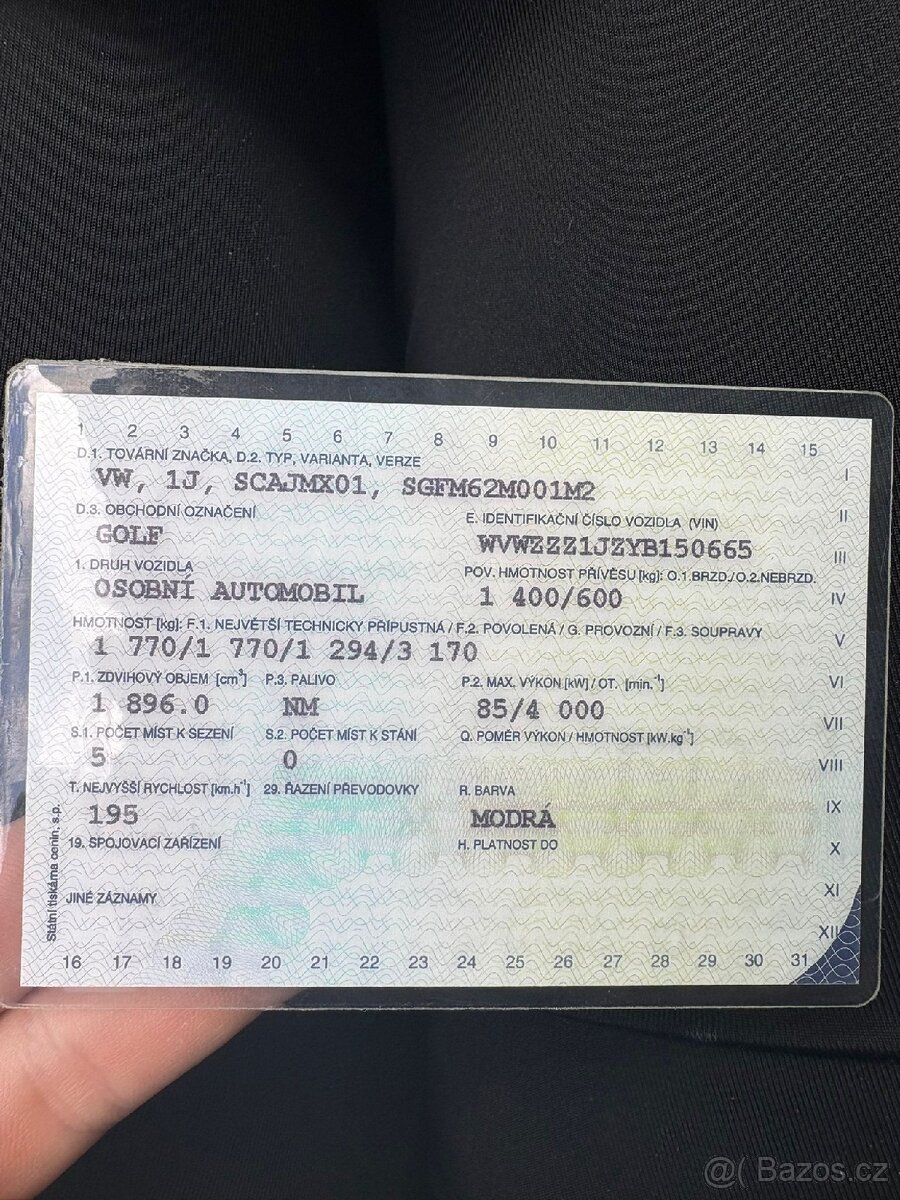 1 2 3 4 5 6 7 8 9 10 11 12 13 14 15
D.1. TOVÁRNÍ ZNAČKA, D.2. TYP, VARIANTA, VERZE
I
VW, 1J, SCAJMX01, SGFM62M001M2
D.3. OBCHODNÍ OZNAČENÍ
E. IDENTIFIKAČNÍ ČÍSLO VOZIDLA (VIN)
II
GOLF
WVWZZZ1JZYB150665
III
1. DRUH VOZIDLA
POV. HMOTNOST PŘÍVĚSU [kg]: O.1.BRZD./O.2.NEBRZD.
OSOBNÍ AUTOMOBIL
1 400/600
IV
HMOTNOST [kg]: F.1. NEJVĚTŠÍ TECHNICKY PŘÍPUSTNÁ / F.2. POVOLENÁ / G. PROVOZNÍ / F.3. SOUPRAVY
V
1 770/1 770/1 294/3 170
P.1. ZDVIHOVÝ OBJEM [cm³]
P.3. PALIVO
P.2. MAX. VÝKON [kW] / OT. [min.⁻¹]
VI
1 896.0
NM
85/4 000
VII
S.1. POČET MÍST K SEZENÍ
S.2. POČET MÍST K STÁNÍ
Q. POMĚR VÝKON / HMOTNOST [kW.kg⁻¹]
5
0
VIII
T. NEJVYŠŠÍ RYCHLOST [km.h⁻¹]
29. ŘAZENÍ PŘEVODOVKY
R. BARVA
IX
195
MODRÁ
19. SPOJOVACÍ ZAŘÍZENÍ
H. PLATNOST DO
X
JINÉ ZÁZNAMY
XI
XII
Státní tiskárna cenin, s.p.
16 17 18 19 20 21 22 23 24 25 26 27 28 29 30 31
@( Bazos.cz